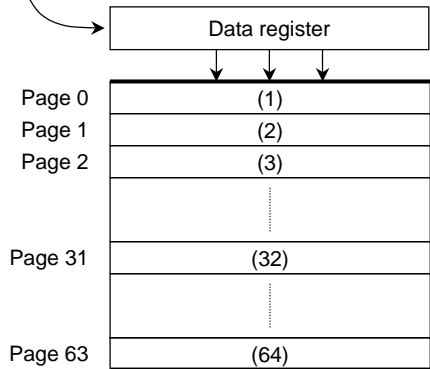 Data register
Page 0 (1)
Page 1 (2)
Page 2 (3)
Page 31 (32)
Page 63 (64)